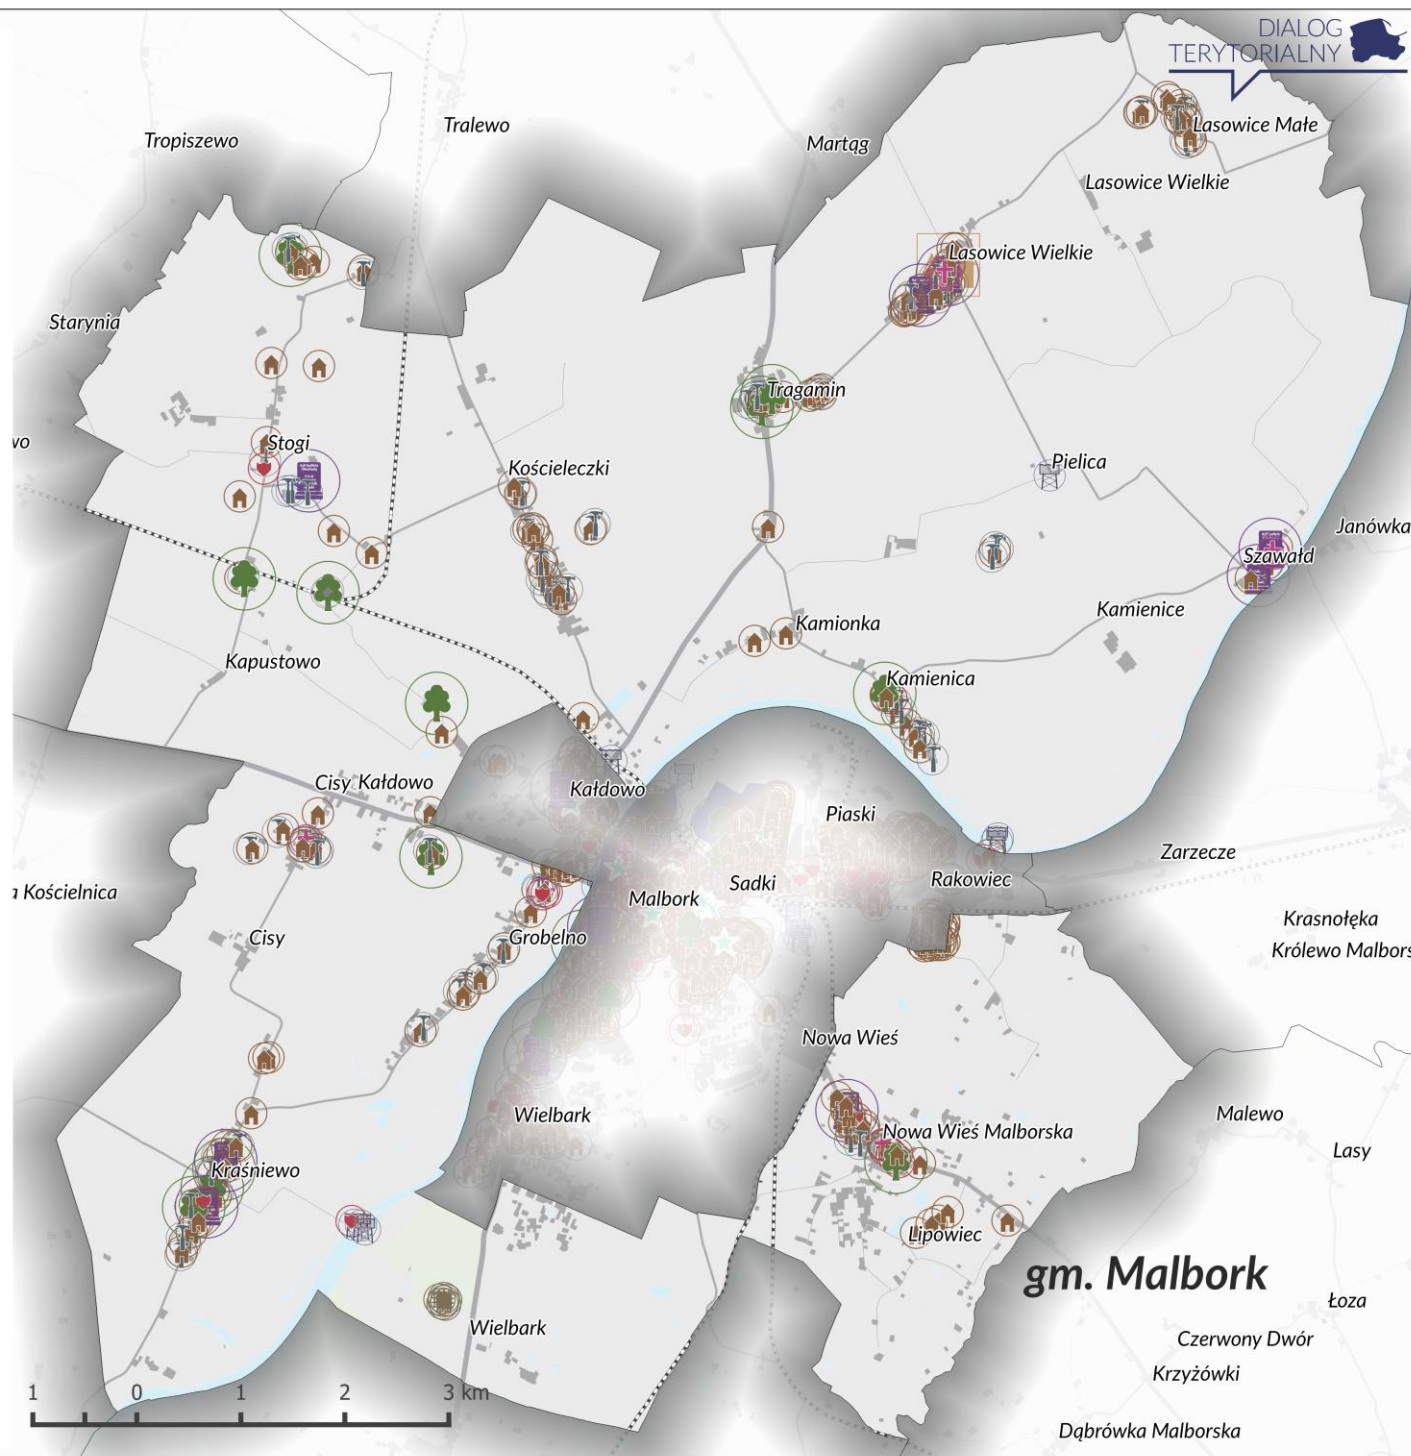 DIALOG
TERYTORIALNY
Tropiszewo
Tralewo
Martąg
Lasowice Małe
Lasowice Wielkie
Lasowice Wielkie
Starynia
Tragamin
wo
Stogi
Kościeleczki
Pielica
Janówka
Szawałd
Kamienice
Kamionka
Kapustowo
Kamienica
Cisy Kałdowo
Kałdowo
Piaski
Zarzecze
Sadki
Rakowiec
a Kościelnica
Malbork
Krasnołęka
Cisy
Grobelno
Królewo Malbors
Nowa Wieś
Wielbark
Malewo
Nowa Wieś Malborska
Lasy
Kraśniewo
Lipowiec
gm. Malbork
Łoza
Wielbark
Czerwony Dwór
Krzyżówki
1 0 1 2 3 km
Dąbrówka Malborska